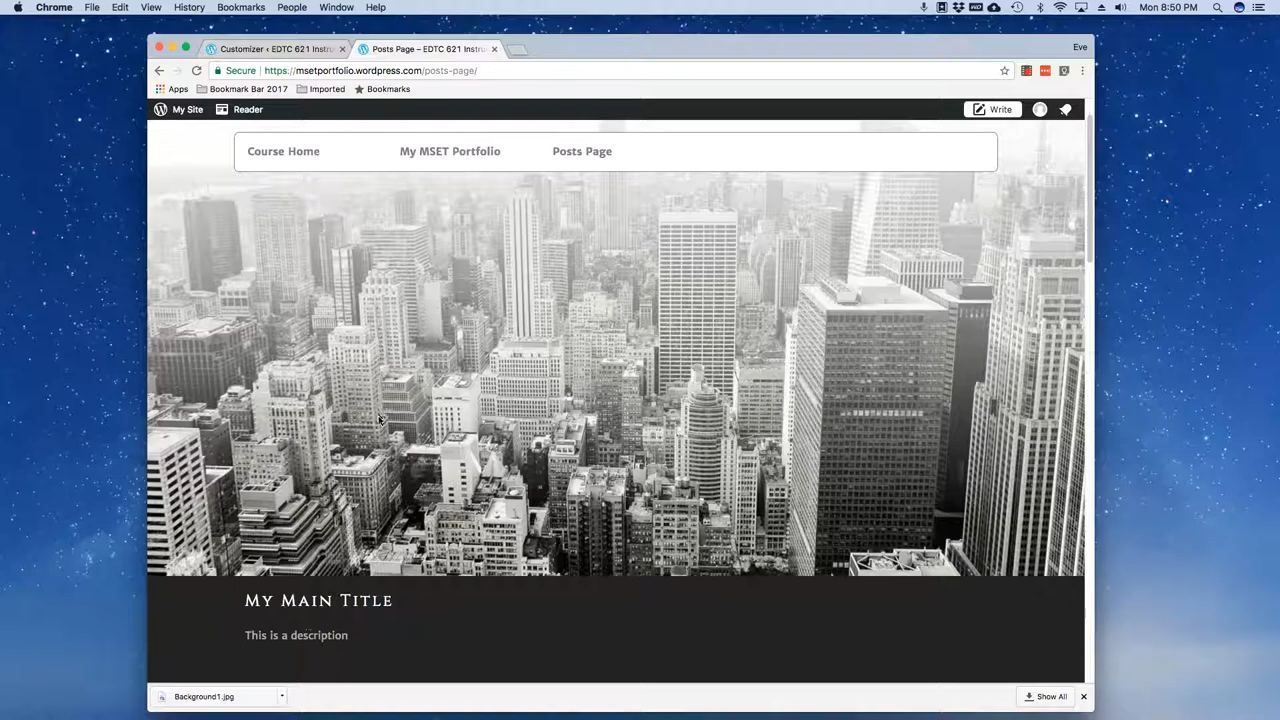 Chrome File Edit View History Bookmarks People Window Help Mon 8:50 PM
Customizer ‹ EDTC 621 Instru Posts Page – EDTC 621 Instru Eve
Secure https://msetportfolio.wordpress.com/posts-page/
Apps Bookmark Bar 2017 Imported Bookmarks
My Site Reader Write
Course Home My MSET Portfolio Posts Page
My Main Title
This is a description
Background1.jpg Show All